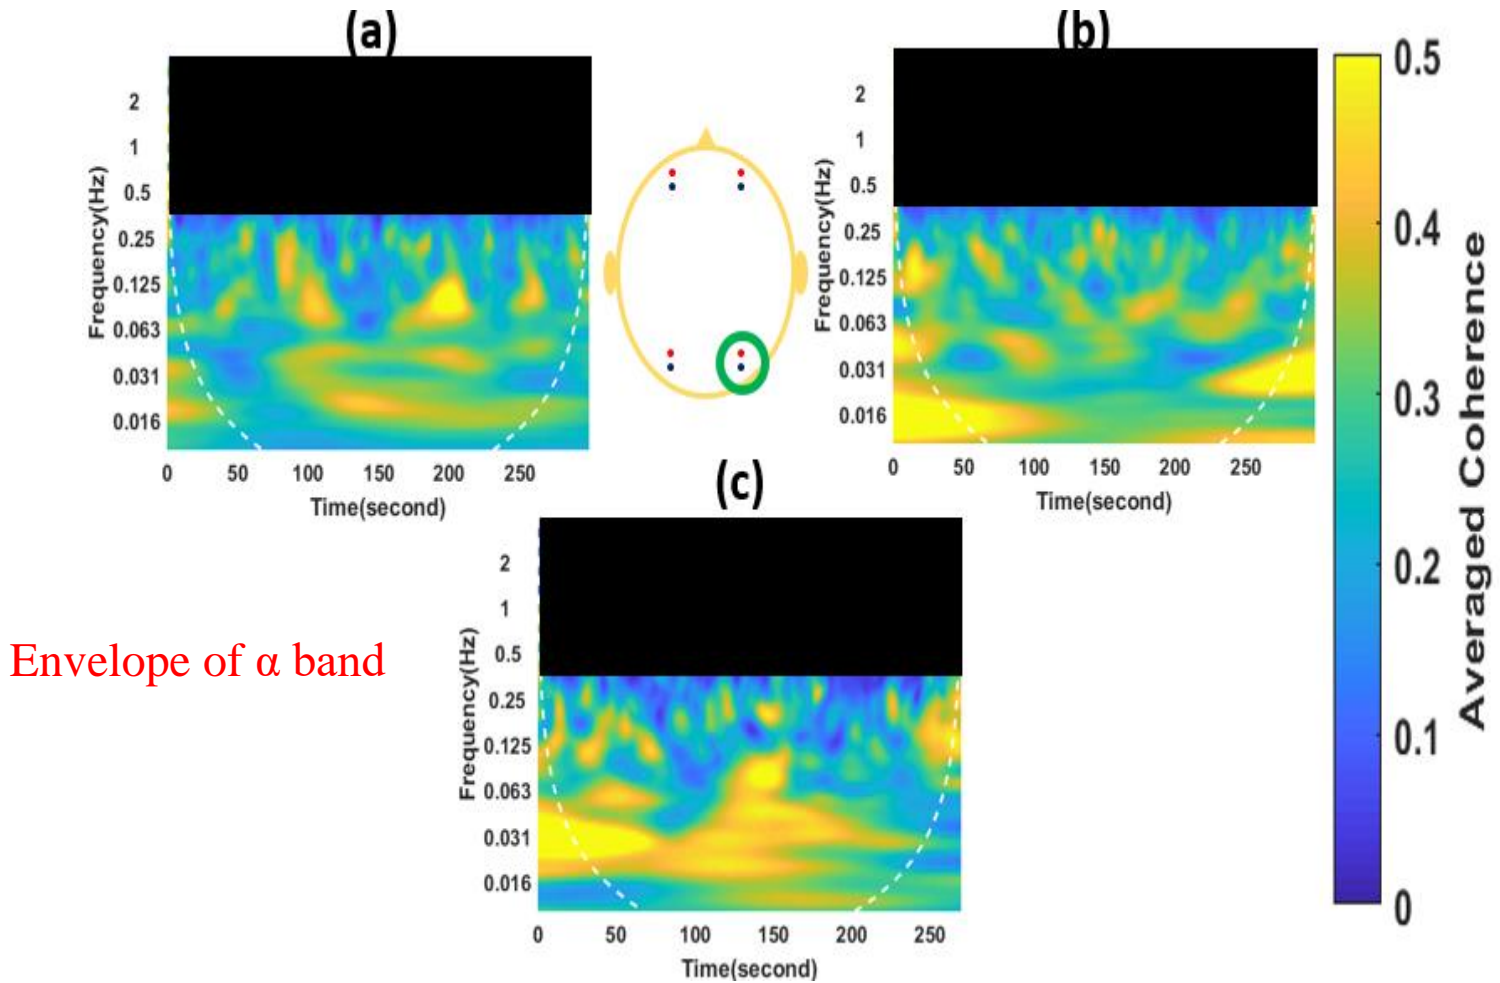 (a)
2
1
0.5
0.25
0.125
0.063
0.031
0.016
Frequency(Hz)
0 50 100 150 200 250
Time(second)
(b)
2
1
0.5
0.25
0.125
0.063
0.031
0.016
Frequency(Hz)
0 50 100 150 200 250
Time(second)
0.5
0.4
0.3
0.2
0.1
0
Averaged Coherence
(c)
Envelope of α band
2
1
0.5
0.25
0.125
0.063
0.031
0.016
Frequency(Hz)
0 50 100 150 200 250
Time(second)